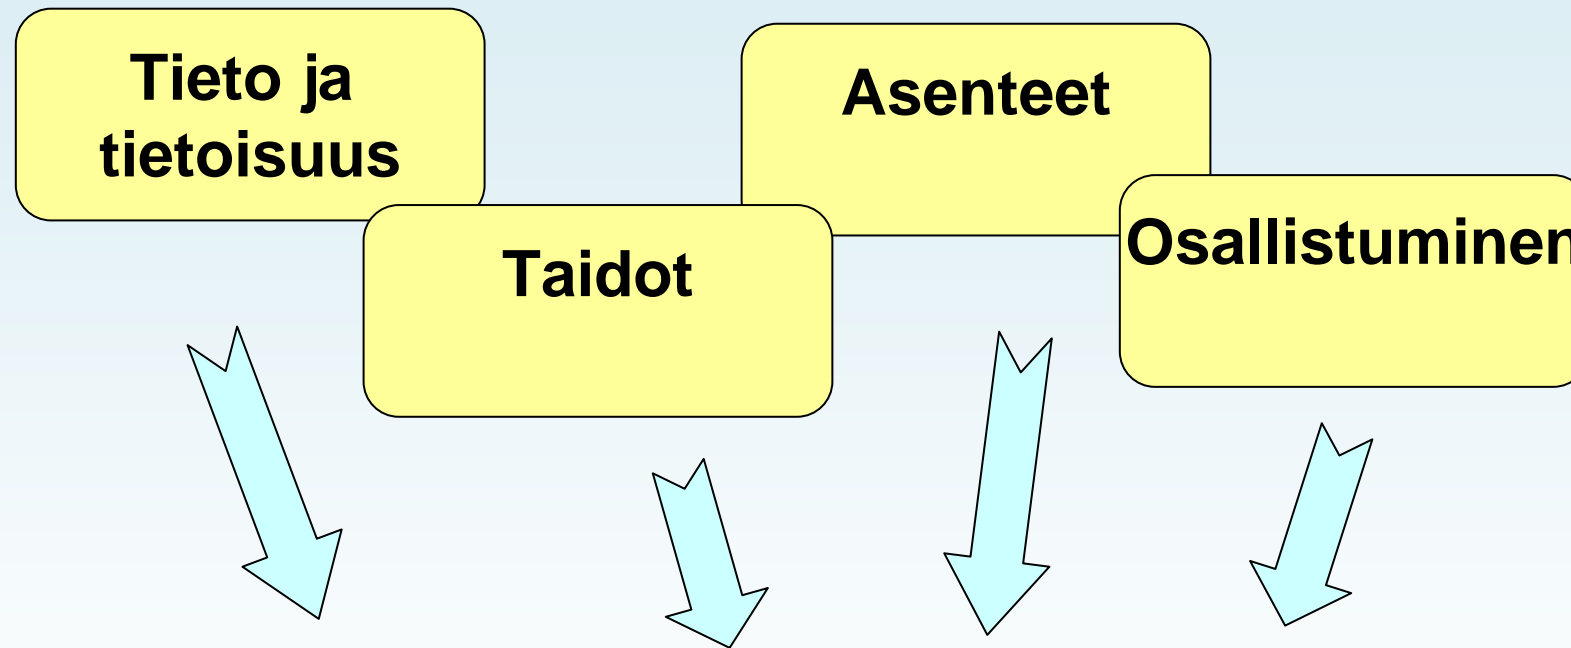 Tieto ja
tietoisuus
Taidot
Asenteet
Osallistuminen